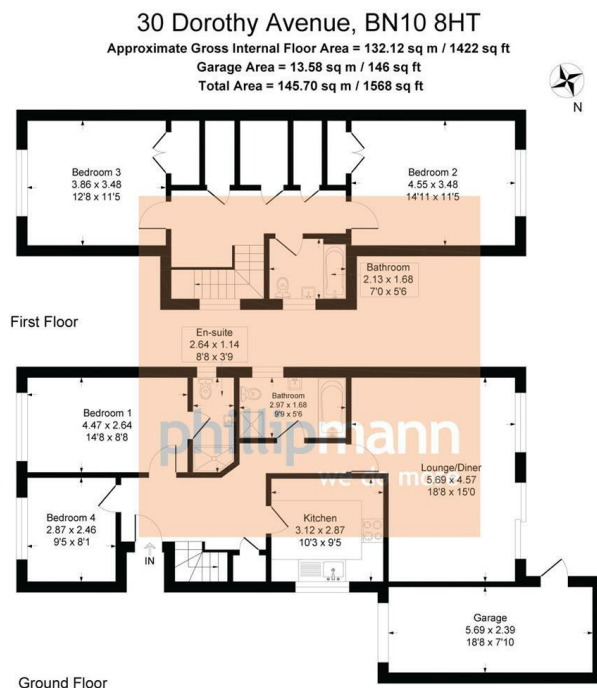 30 Dorothy Avenue, BN10 8HT
Approximate Gross Internal Floor Area = 132.12 sq m / 1422 sq ft
Garage Area = 13.58 sq m / 146 sq ft
Total Area = 145.70 sq m / 1568 sq ft
N
Bedroom 3
3.86 x 3.48
12'8 x 11'5
Bedroom 2
4.55 x 3.48
14'11 x 11'5
Bathroom
2.13 x 1.68
7'0 x 5'6
First Floor
En-suite
2.64 x 1.14
8'8 x 3'9
Bedroom 1
4.47 x 2.64
14'8 x 8'8
Bathroom
2.97 x 1.68
9'9 x 5'6
phillipmann
we do more
Lounge/Diner
5.69 x 4.57
18'8 x 15'0
Bedroom 4
2.87 x 2.46
9'5 x 8'1
Kitchen
3.12 x 2.87
10'3 x 9'5
IN
Garage
5.69 x 2.39
18'8 x 7'10
Ground Floor